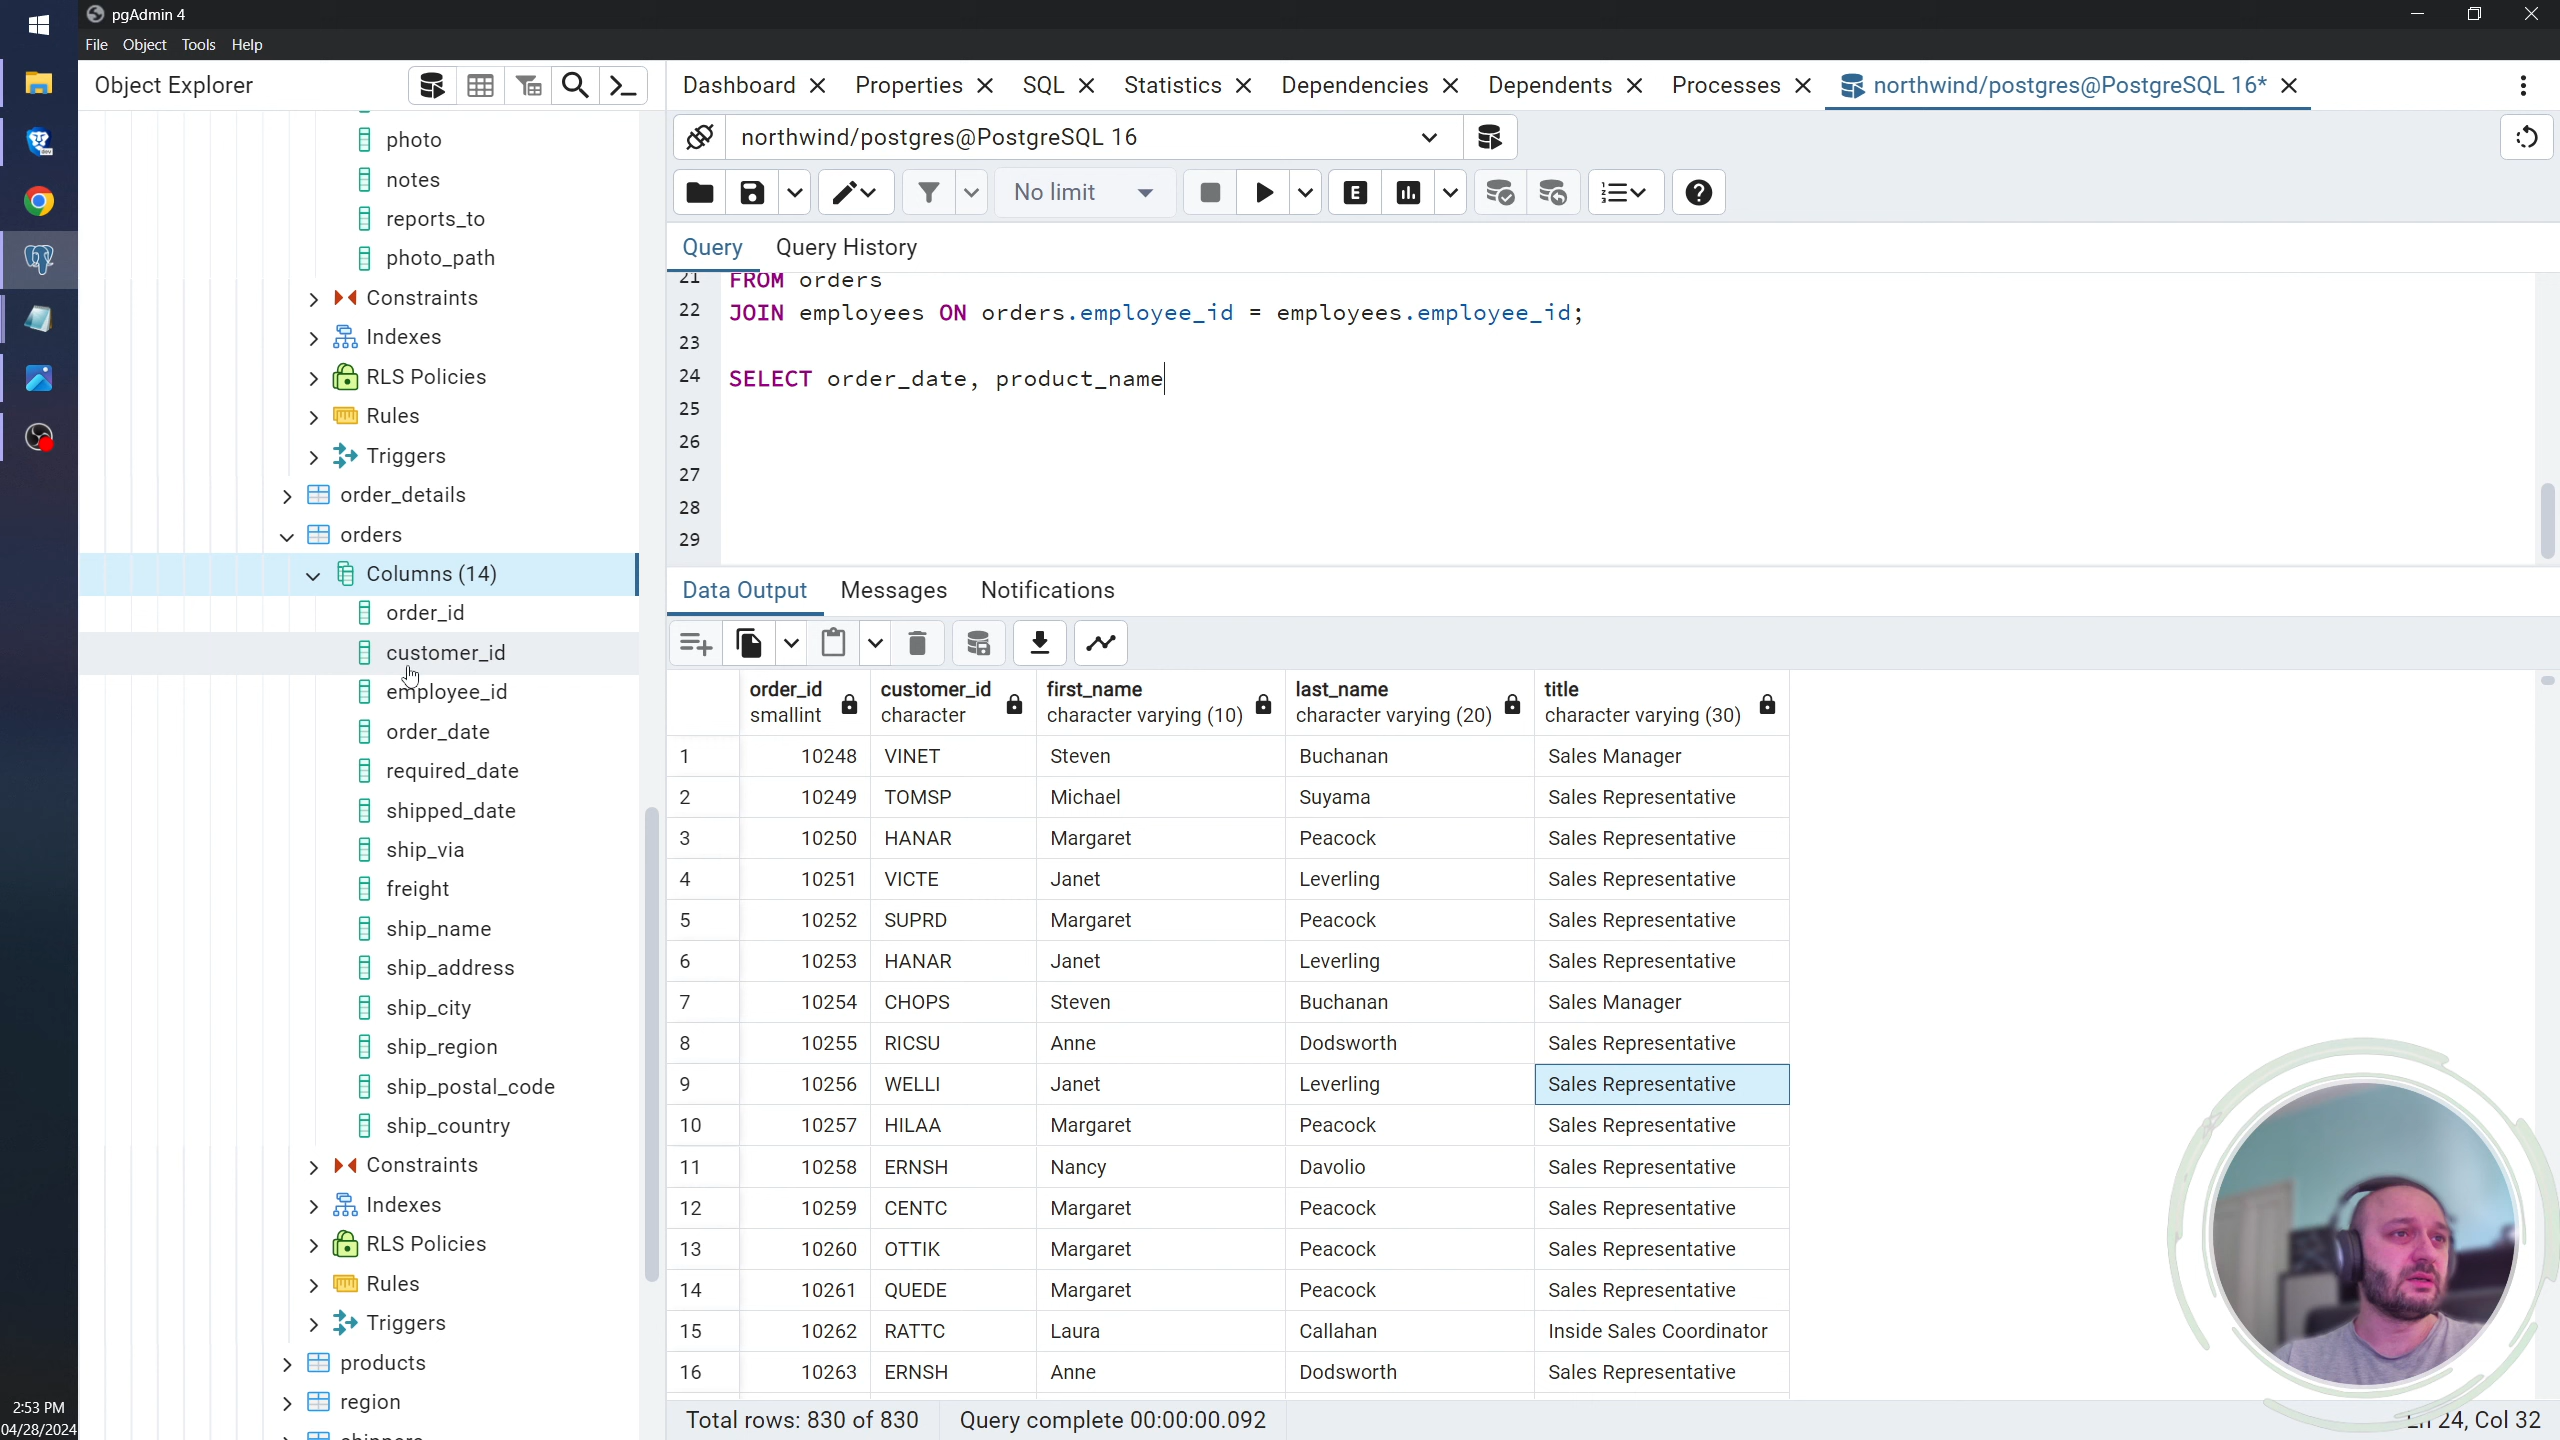 pgAdmin 4
File Object Tools Help
Object Explorer
Dashboard Properties SQL Statistics Dependencies Dependents Processes northwind/postgres@PostgreSQL 16*
northwind/postgres@PostgreSQL 16
No limit
Query Query History
photo
notes
reports_to
photo_path
Constraints
Indexes
RLS Policies
Rules
Triggers
order_details
orders
Columns (14)
order_id
customer_id
employee_id
order_date
required_date
shipped_date
ship_via
freight
ship_name
ship_address
ship_city
ship_region
ship_postal_code
ship_country
Constraints
Indexes
RLS Policies
Rules
Triggers
products
region
21 FROM orders
22 JOIN employees ON orders.employee_id = employees.employee_id;
23
24 SELECT order_date, product_name
25
26
27
28
29
Data Output Messages Notifications
order_id customer_id first_name last_name title
smallint character character varying (10) character varying (20) character varying (30)
1 10248 VINET Steven Buchanan Sales Manager
2 10249 TOMSP Michael Suyama Sales Representative
3 10250 HANAR Margaret Peacock Sales Representative
4 10251 VICTE Janet Leverling Sales Representative
5 10252 SUPRD Margaret Peacock Sales Representative
6 10253 HANAR Janet Leverling Sales Representative
7 10254 CHOPS Steven Buchanan Sales Manager
8 10255 RICSU Anne Dodsworth Sales Representative
9 10256 WELLI Janet Leverling Sales Representative
10 10257 HILAA Margaret Peacock Sales Representative
11 10258 ERNSH Nancy Davolio Sales Representative
12 10259 CENTC Margaret Peacock Sales Representative
13 10260 OTTIK Margaret Peacock Sales Representative
14 10261 QUEDE Margaret Peacock Sales Representative
15 10262 RATTC Laura Callahan Inside Sales Coordinator
16 10263 ERNSH Anne Dodsworth Sales Representative
Total rows: 830 of 830 Query complete 00:00:00.092 Ln 24, Col 32
2:53 PM
04/28/2024